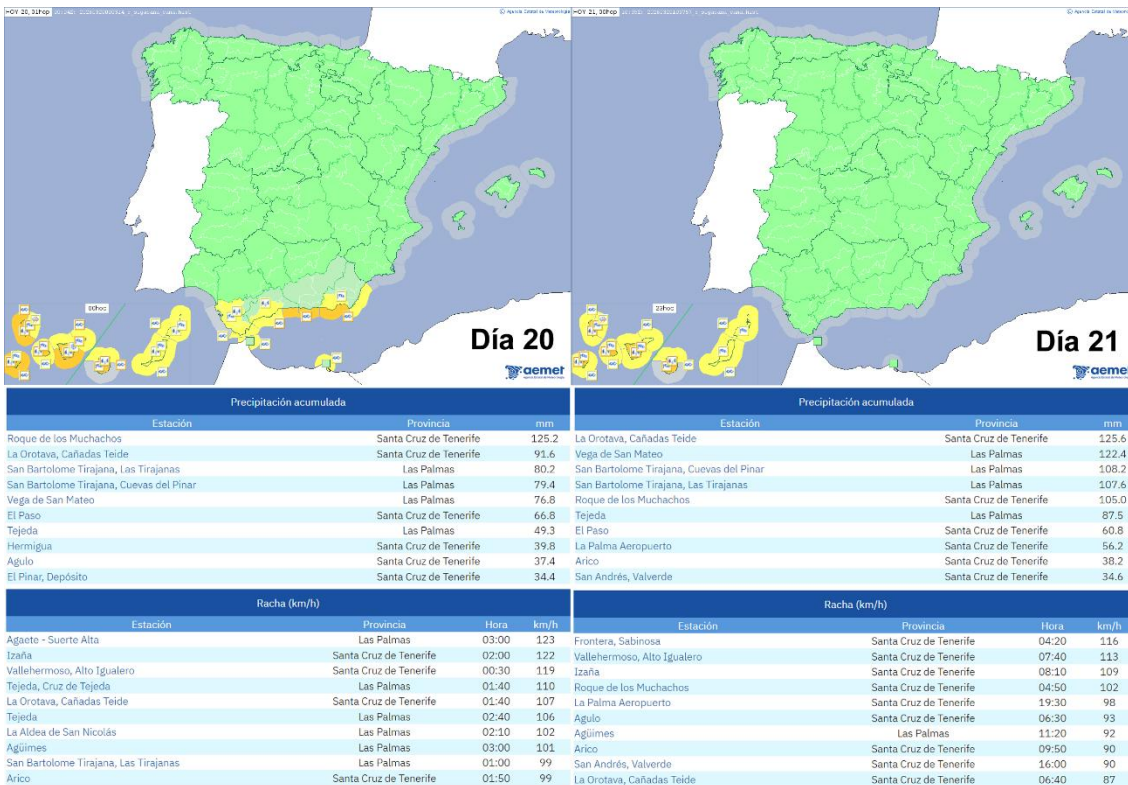 HOY 20, 31hop
© Agencia Estatal de Meteorología
00hop
Día 20
aemet
HOY 21, 30hop
© Agencia Estatal de Meteorología
23hop
Día 21
aemet
Precipitación acumulada
Estación Provincia mm
Roque de los Muchachos Santa Cruz de Tenerife 125.2
La Orotava, Cañadas Teide Santa Cruz de Tenerife 91.6
San Bartolome Tirajana, Las Tirajanas Las Palmas 80.2
San Bartolome Tirajana, Cuevas del Pinar Las Palmas 79.4
Vega de San Mateo Las Palmas 76.8
El Paso Santa Cruz de Tenerife 66.8
Tejeda Las Palmas 49.3
Hermigua Santa Cruz de Tenerife 39.8
Agulo Santa Cruz de Tenerife 37.4
El Pinar, Depósito Santa Cruz de Tenerife 34.4
Precipitación acumulada
Estación Provincia mm
La Orotava, Cañadas Teide Santa Cruz de Tenerife 125.6
Vega de San Mateo Las Palmas 122.4
San Bartolome Tirajana, Cuevas del Pinar Las Palmas 108.2
San Bartolome Tirajana, Las Tirajanas Las Palmas 107.6
Roque de los Muchachos Santa Cruz de Tenerife 105.0
Tejeda Las Palmas 87.5
El Paso Santa Cruz de Tenerife 60.8
La Palma Aeropuerto Santa Cruz de Tenerife 56.2
Arico Santa Cruz de Tenerife 38.2
San Andrés, Valverde Santa Cruz de Tenerife 34.6
Racha (km/h)
Estación Provincia Hora km/h
Agaete - Suerte Alta Las Palmas 03:00 123
Izaña Santa Cruz de Tenerife 02:00 122
Vallehermoso, Alto Igualero Santa Cruz de Tenerife 00:30 119
Tejeda, Cruz de Tejeda Las Palmas 01:40 110
La Orotava, Cañadas Teide Santa Cruz de Tenerife 01:40 107
Tejeda Las Palmas 02:40 106
La Aldea de San Nicolás Las Palmas 02:10 102
Agüimes Las Palmas 03:00 101
San Bartolome Tirajana, Las Tirajanas Las Palmas 01:00 99
Arico Santa Cruz de Tenerife 01:50 99
Racha (km/h)
Estación Provincia Hora km/h
Frontera, Sabinosa Santa Cruz de Tenerife 04:20 116
Vallehermoso, Alto Igualero Santa Cruz de Tenerife 07:40 113
Izaña Santa Cruz de Tenerife 08:10 109
Roque de los Muchachos Santa Cruz de Tenerife 04:50 102
La Palma Aeropuerto Santa Cruz de Tenerife 19:30 98
Agulo Santa Cruz de Tenerife 06:30 93
Agüimes Las Palmas 11:20 92
Arico Santa Cruz de Tenerife 09:50 90
San Andrés, Valverde Santa Cruz de Tenerife 16:00 90
La Orotava, Cañadas Teide Santa Cruz de Tenerife 06:40 87